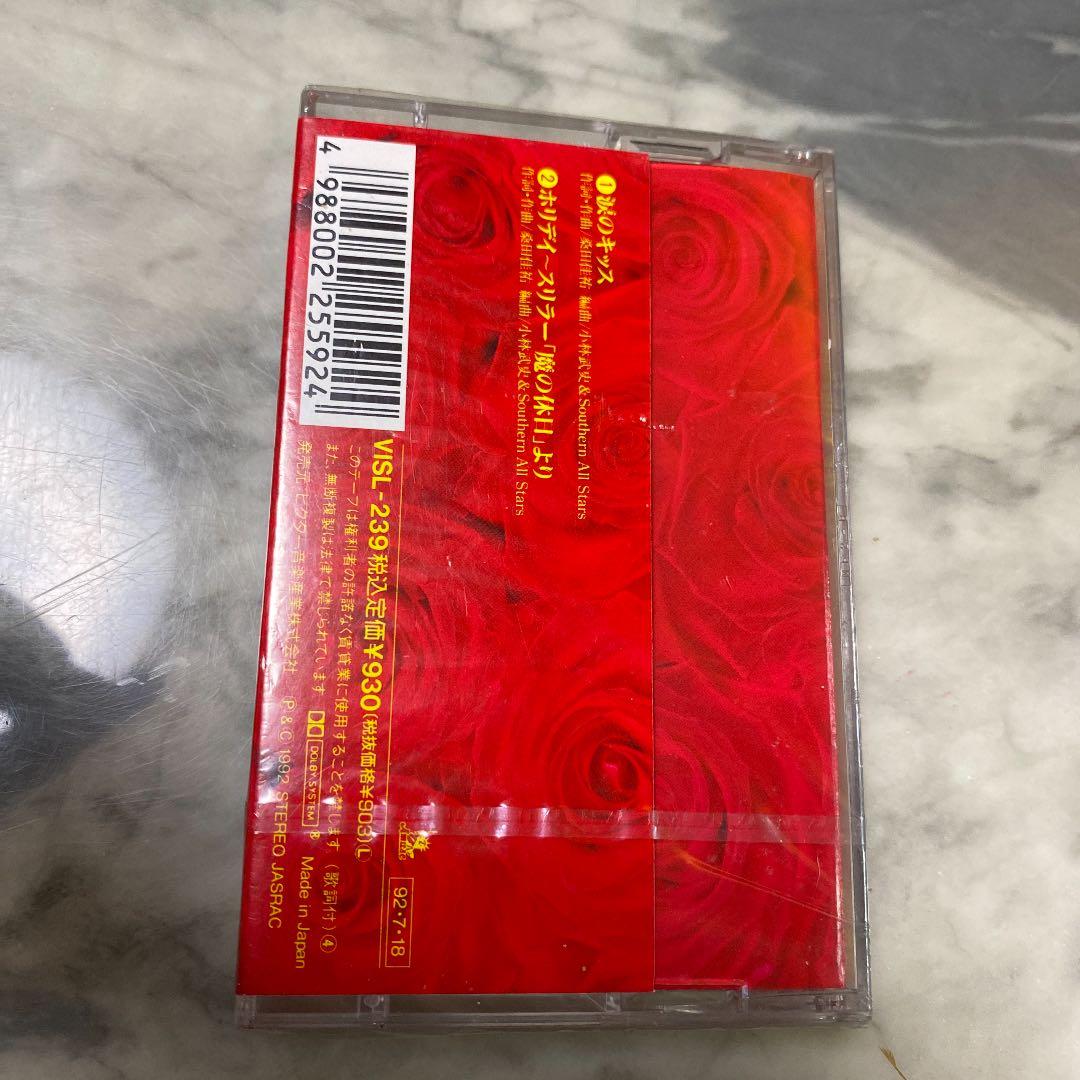 ①涙のキッス
作詞・作曲/桑田佳祐 編曲/小林武史&Southern All Stars
②ホリデイ～スリラー「魔の休日」より
作詞・作曲/桑田佳祐 編曲/小林武史&Southern All Stars
4 988002 255924
VISL-239 税込定価¥930(税抜価格¥903)Ⓛ
このテープは権利者の許諾なく賃貸業に使用することを禁じます
また、無断複製は法律で禁じられています
DOLBY SYSTEM ®
(歌詞付)④
発売元・ビクター音楽産業株式会社
Ⓟ&© 1992 STEREO JASRAC
Made in Japan
92・7・18